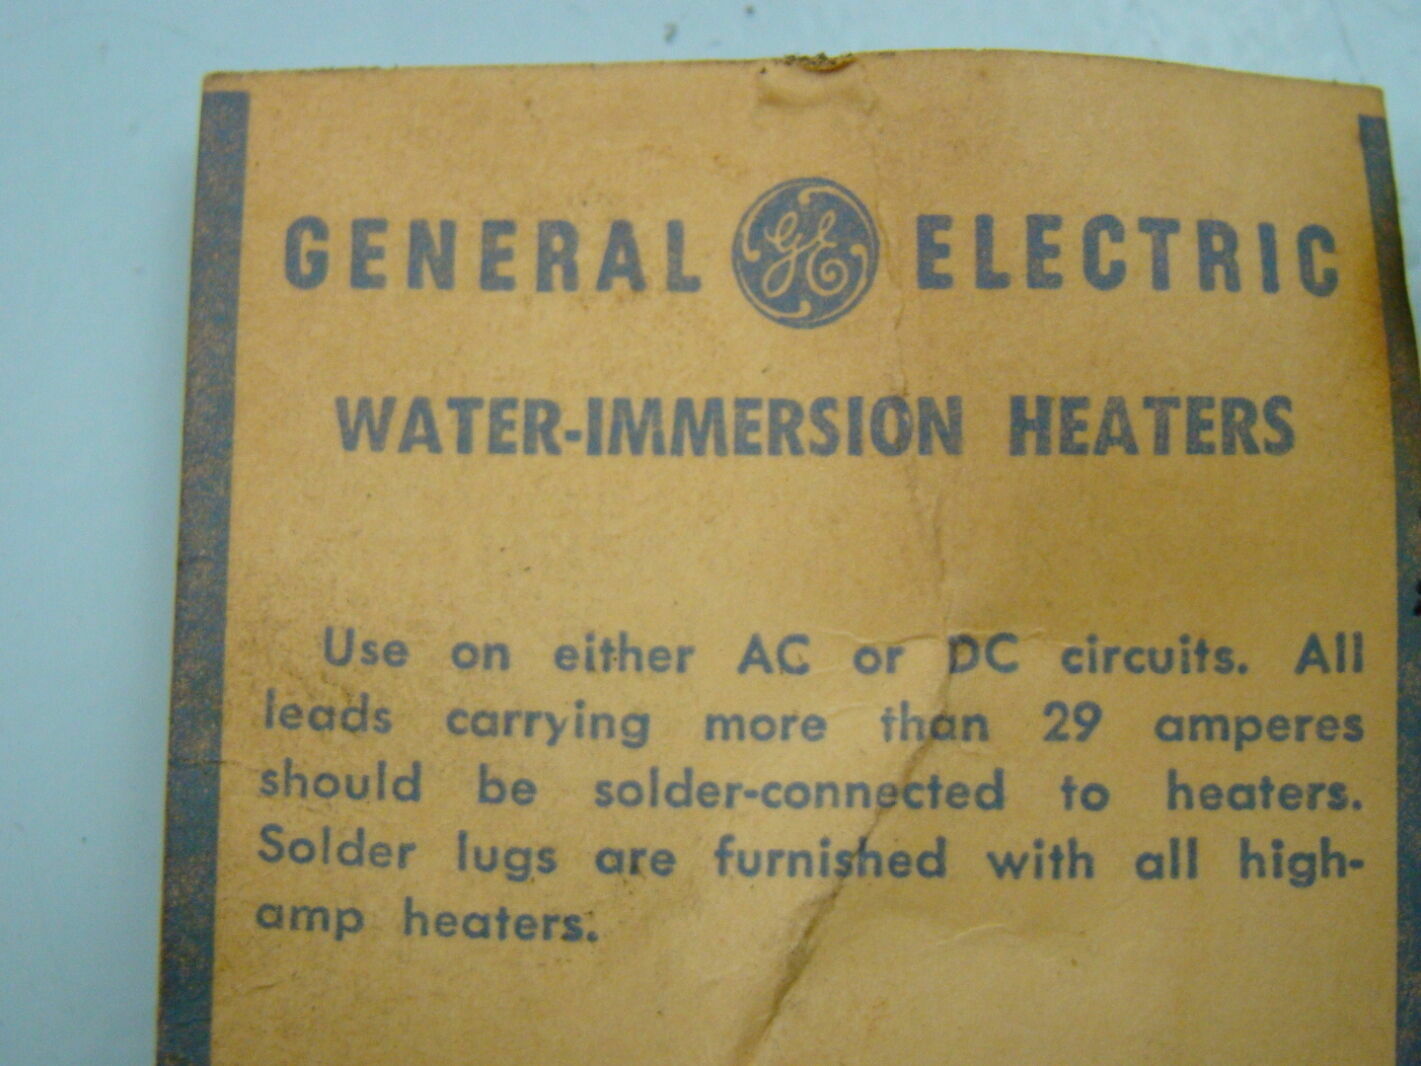 GENERAL GE ELECTRIC
WATER-IMMERSION HEATERS
Use on either AC or DC circuits. All
leads carrying more than 29 amperes
should be solder-connected to heaters.
Solder lugs are furnished with all high-
amp heaters.